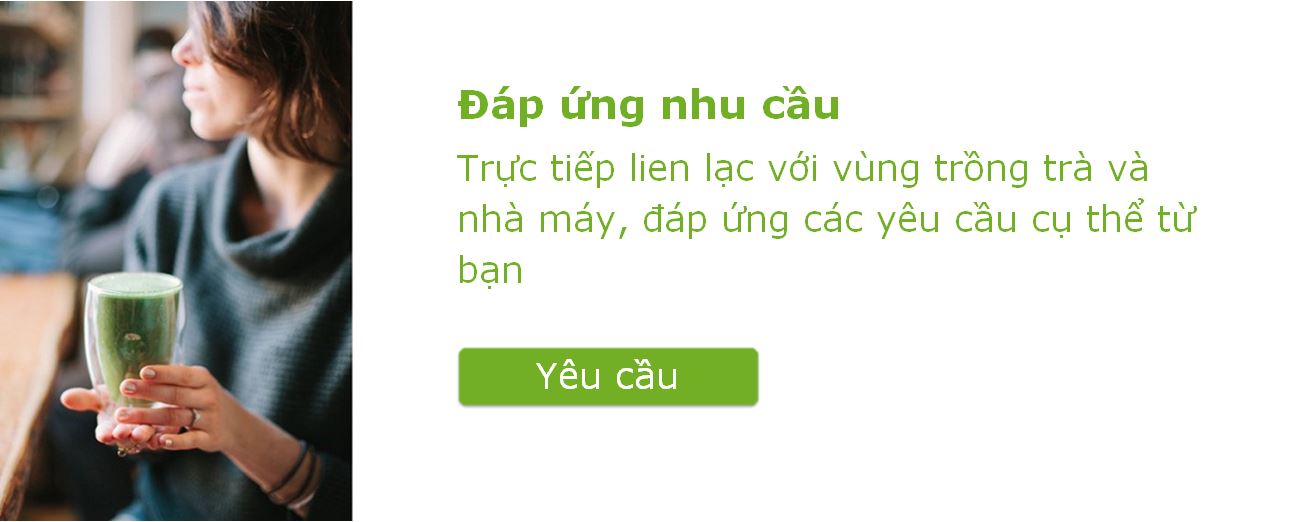 Đáp ứng nhu cầu
Trực tiếp lien lạc với vùng trồng trà và
nhà máy, đáp ứng các yêu cầu cụ thể từ
bạn
Yêu cầu